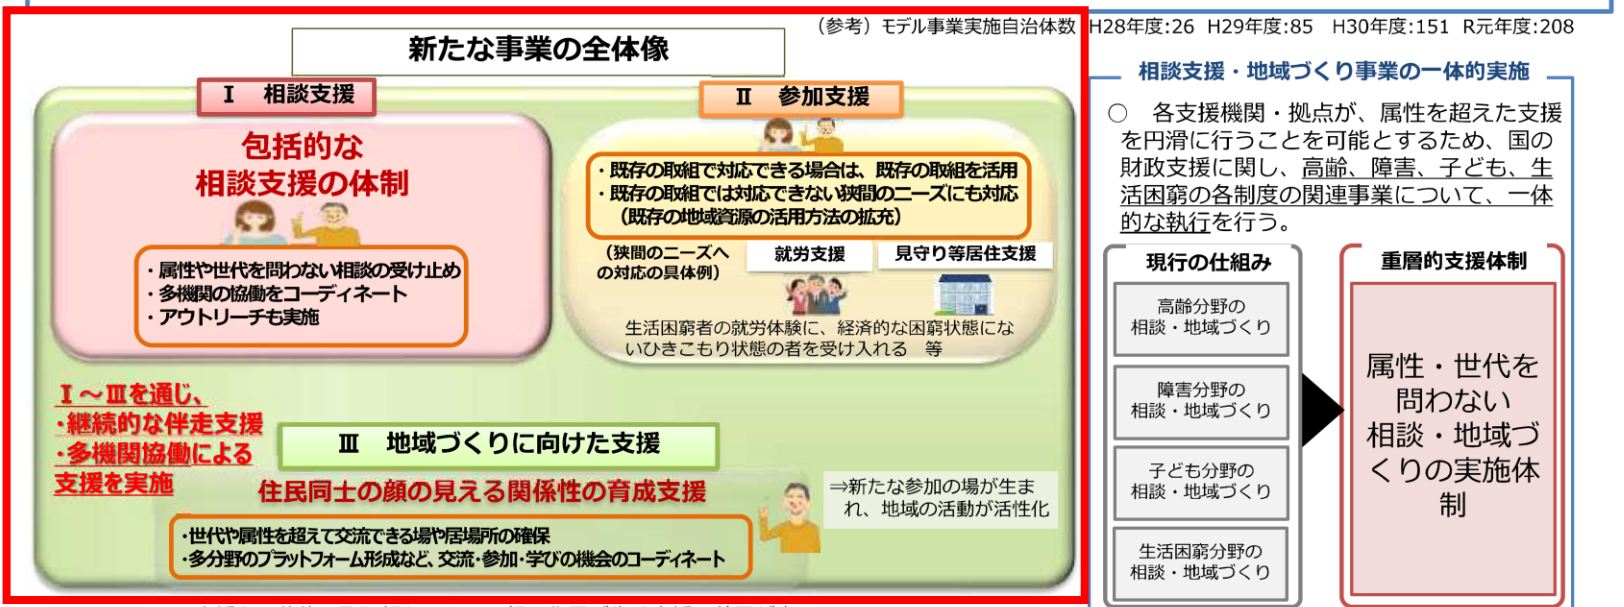 （参考）モデル事業実施自治体数 H28年度:26 H29年度:85 H30年度:151 R元年度:208
新たな事業の全体像
Ⅰ 相談支援
包括的な
相談支援の体制
・属性や世代を問わない相談の受け止め
・多機関の協働をコーディネート
・アウトリーチも実施
Ⅱ 参加支援
・既存の取組で対応できる場合は、既存の取組を活用
・既存の取組では対応できない狭間のニーズにも対応
（既存の地域資源の活用方法の拡充）
（狭間のニーズへ
の対応の具体例）
就労支援
見守り等居住支援
生活困窮者の就労体験に、経済的な困窮状態にな
いひきこもり状態の者を受け入れる 等
Ⅰ～Ⅲを通じ、
・継続的な伴走支援
・多機関協働による
支援を実施
Ⅲ 地域づくりに向けた支援
住民同士の顔の見える関係性の育成支援
・世代や属性を超えて交流できる場や居場所の確保
・多分野のプラットフォーム形成など、交流・参加・学びの機会のコーディネート
⇒新たな参加の場が生ま
れ、地域の活動が活性化
相談支援・地域づくり事業の一体的実施
○ 各支援機関・拠点が、属性を超えた支援
を円滑に行うことを可能とするため、国の
財政支援に関し、高齢、障害、子ども、生
活困窮の各制度の関連事業について、一体
的な執行を行う。
現行の仕組み
高齢分野の
相談・地域づくり
障害分野の
相談・地域づくり
子ども分野の
相談・地域づくり
生活困窮分野の
相談・地域づくり
重層的支援体制
属性・世代を
問わない
相談・地域づ
くりの実施体
制